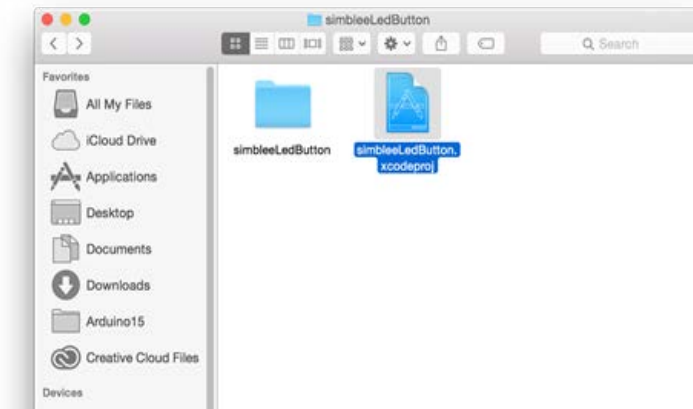 simbleeLedButton
Search
Favorites
All My Files
iCloud Drive
Applications
Desktop
Documents
Downloads
Arduino15
Creative Cloud Files
Devices
simbleeLedButton
simbleeLedButton.
xcodeproj